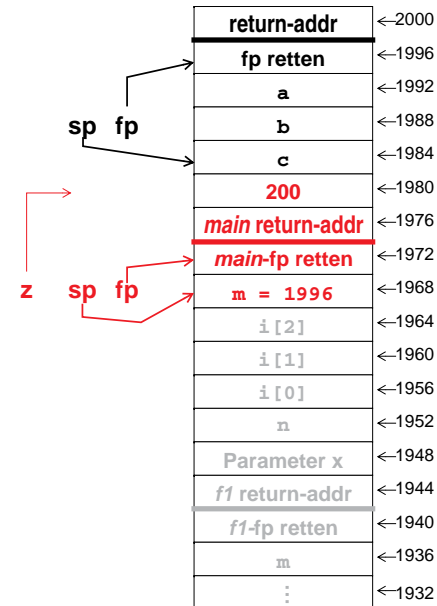 return-addr ←2000
fp retten ←1996
a ←1992
sp fp b ←1988
c ←1984
200 ←1980
main return-addr ←1976
main-fp retten ←1972
z sp fp m = 1996 ←1968
i[2] ←1964
i[1] ←1960
i[0] ←1956
n ←1952
Parameter x ←1948
f1 return-addr ←1944
f1-fp retten ←1940
m ←1936
⋮ ←1932